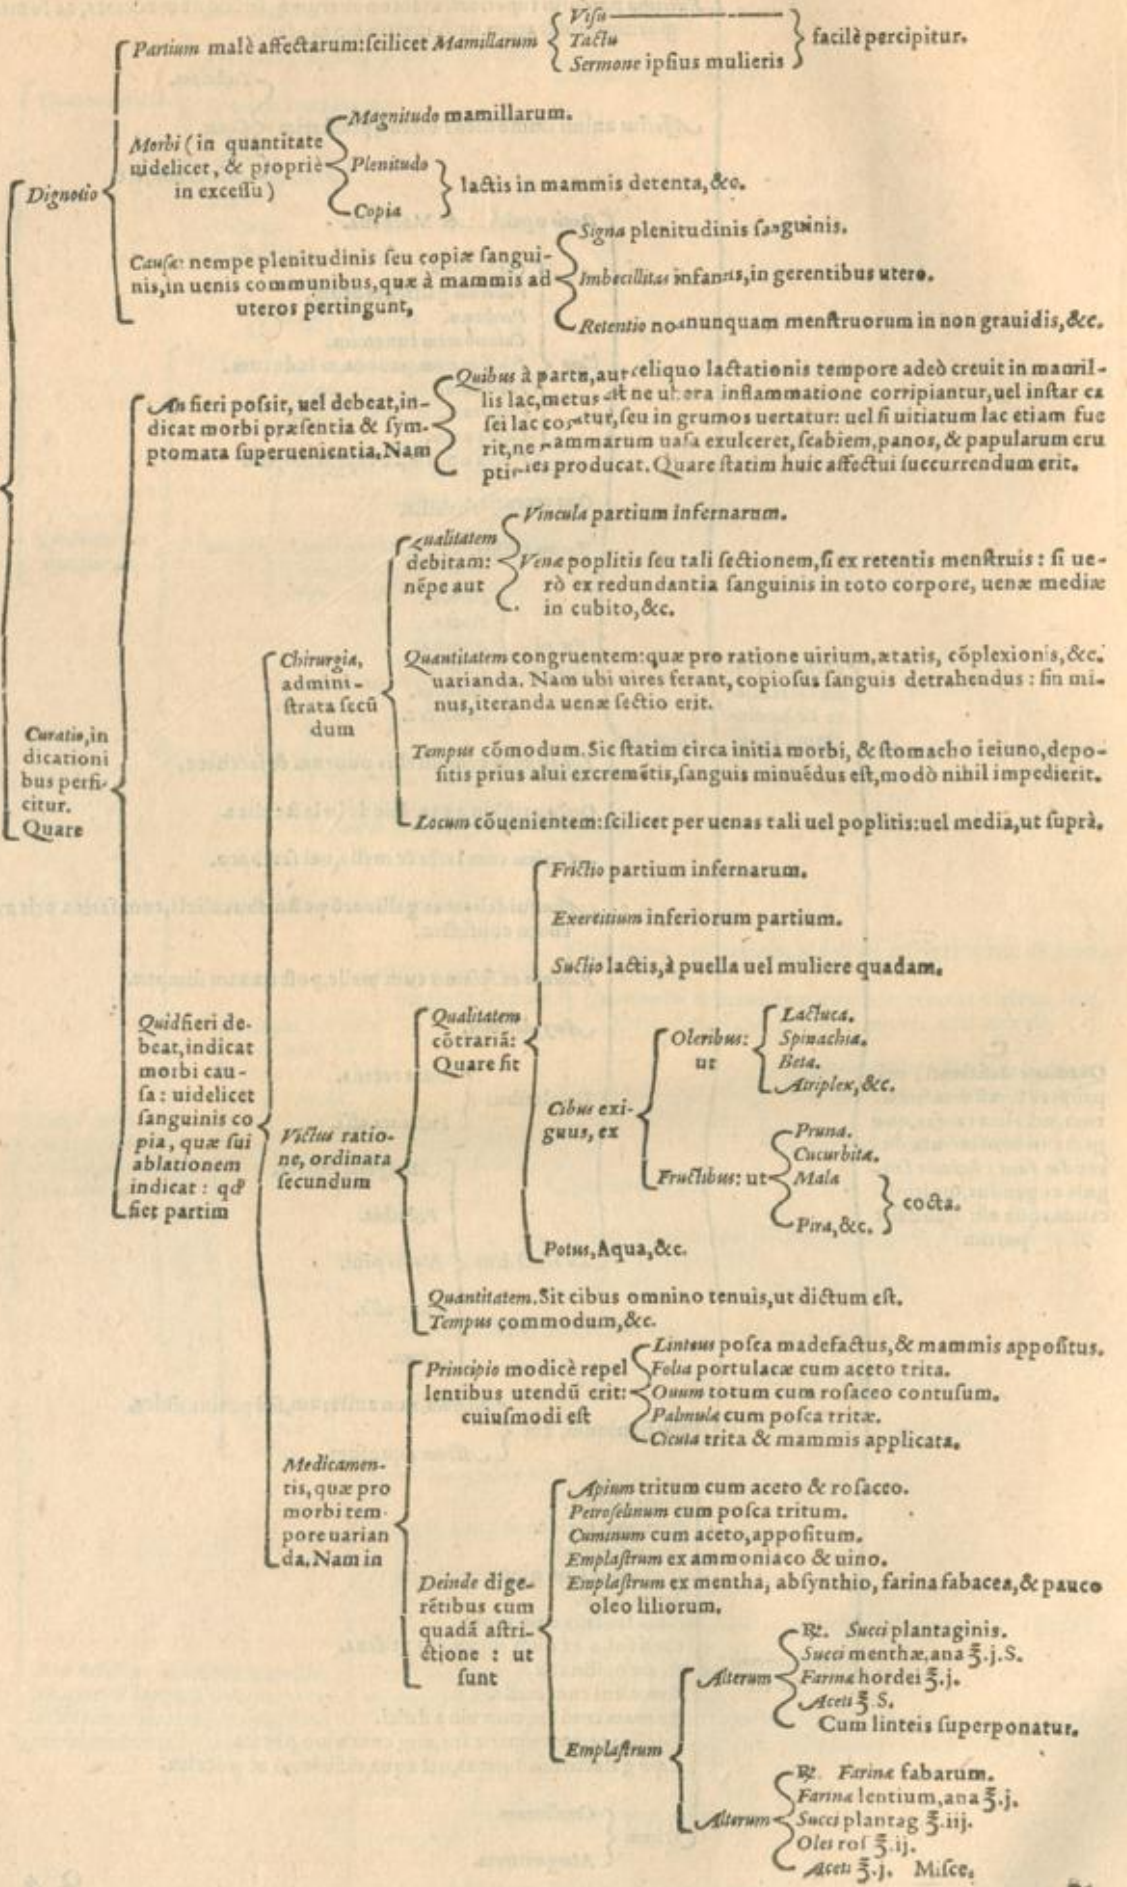 Partium malè affectarum:ſcilicet Mamillarum
Viſu
Tactu
Sermone ipſius mulieris
facilè percipitur.
Dignotio
Morbi (in quantitate
uidelicet, & propriè
in exceſſu)
Magnitudo mamillarum.
Plenitudo
Copia
lactis in mammis detenta, &c.
Cauſæ: nempe plenitudinis ſeu copiæ ſangui-
nis, in uenis communibus, quæ à mammis ad
uteros pertingunt,
Signa plenitudinis ſanguinis.
Imbecillitas infantis, in gerentibus utero.
Retentio nonnunquam menſtruorum in non grauidis, &c.
Curatio, in
dicationi
bus perfi-
citur.
Quare
An fieri poſsit, uel debeat, in-
dicat morbi præſentia & ſym-
ptomata ſuperuenientia. Nam
Quibus à partu, aut reliquo lactationis tempore adeò creuit in mamil-
lis lac, metus eſt ne ubera inflammatione corripiantur, uel inſtar ca
ſei lac cogatur, ſeu in grumos uertatur: uel ſi uitiatum lac etiam fue
rit, ne mammarum uaſa exulceret, ſcabiem, panos, & papularum eru
ptiones producat. Quare ſtatim huic affectui ſuccurrendum erit.
Quid fieri de-
beat, indicat
morbi cau-
ſa: uidelicet
ſanguinis co
pia, quæ ſui
ablationem
indicat: qđ
fiet partim
Chirurgia,
admini-
ſtrata ſecũ
dum
Qualitatem
debitam:
nẽpe aut
Vincula partium infernarum.
Venæ poplitis ſeu tali ſectionem, ſi ex retentis menſtruis: ſi ue-
rò ex redundantia ſanguinis in toto corpore, uenæ mediæ
in cubito, &c.
Quantitatem congruentem: quæ pro ratione uirium, ætatis, cõplexionis, &c.
uarianda. Nam ubi uires ferant, copioſus ſanguis detrahendus: ſin mi-
nus, iteranda uenæ ſectio erit.
Tempus cõmodum. Sic ſtatim circa initia morbi, & ſtomacho ieiuno, depo-
ſitis prius alui excremẽtis, ſanguis minuẽdus eſt, modò nihil impedierit.
Locum cõuenientem: ſcilicet per uenas tali uel poplitis: uel media, ut ſuprà.
Victus ratio-
ne, ordinata
ſecundum
Qualitatem
cõtrariã:
Quare ſit
Frictio partium infernarum.
Exercitium inferiorum partium.
Suctio lactis, à puella uel muliere quadam.
Cibus exi-
guus, ex
Oleribus:
ut
Lactuca.
Spinachia.
Beta.
Atriplex, &c.
Fructibus: ut
Pruna.
Cucurbitæ.
Mala
Pira, &c.
cocta.
Potus, Aqua, &c.
Quantitatem. Sit cibus omnino tenuis, ut dictum eſt.
Tempus commodum, &c.
Medicamen-
tis, quæ pro
morbi tem-
pore uarian
da. Nam in
Principio modicè repel
lentibus utendũ erit:
cuiuſmodi eſt
Linteus poſca madefactus, & mammis appoſitus.
Folia portulacæ cum aceto trita.
Ouum totum cum roſaceo contuſum.
Palmulæ cum poſca tritæ.
Cicuta trita & mammis applicata.
Deinde dige-
rẽtibus cum
quadã aſtri-
ctione: ut
ſunt
Apium tritum cum aceto & roſaceo.
Petroſelinum cum poſca tritum.
Cuminum cum aceto, appoſitum.
Emplaſtrum ex ammoniaco & uino.
Emplaſtrum ex mentha, abſynthio, farina fabacea, & pauco
oleo liliorum.
Emplaſtrum
Alterum
℞. Succi plantaginis.
Succi menthæ, ana ℥.j.S.
Farinæ hordei ℥.j.
Aceti ℥.S.
Cum linteis ſuperponatur.
Alterum
℞. Farinæ fabarum.
Farinæ lentium, ana ℥.j.
Succi plantag ℥.iij.
Olei roſ ℥.ij.
Aceti ℥.j. Miſce.